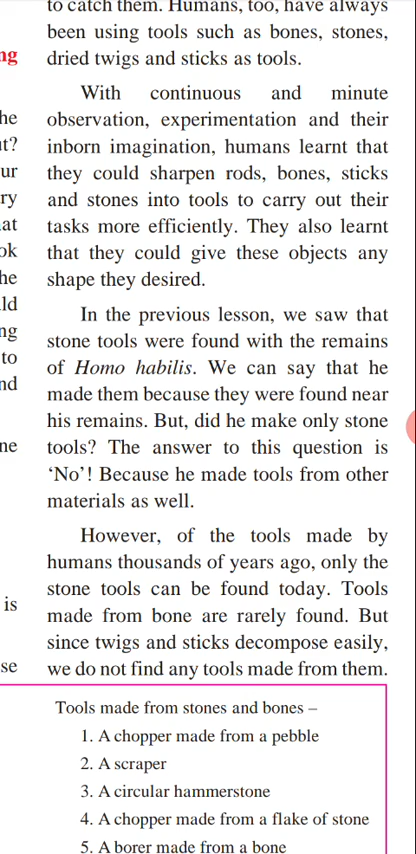 to catch them. Humans, too, have always
been using tools such as bones, stones,
dried twigs and sticks as tools.
With continuous and minute
observation, experimentation and their
inborn imagination, humans learnt that
they could sharpen rods, bones, sticks
and stones into tools to carry out their
tasks more efficiently. They also learnt
that they could give these objects any
shape they desired.
In the previous lesson, we saw that
stone tools were found with the remains
of Homo habilis. We can say that he
made them because they were found near
his remains. But, did he make only stone
tools? The answer to this question is
‘No’! Because he made tools from other
materials as well.
However, of the tools made by
humans thousands of years ago, only the
stone tools can be found today. Tools
made from bone are rarely found. But
since twigs and sticks decompose easily,
we do not find any tools made from them.
Tools made from stones and bones –
1. A chopper made from a pebble
2. A scraper
3. A circular hammerstone
4. A chopper made from a flake of stone
5. A borer made from a bone